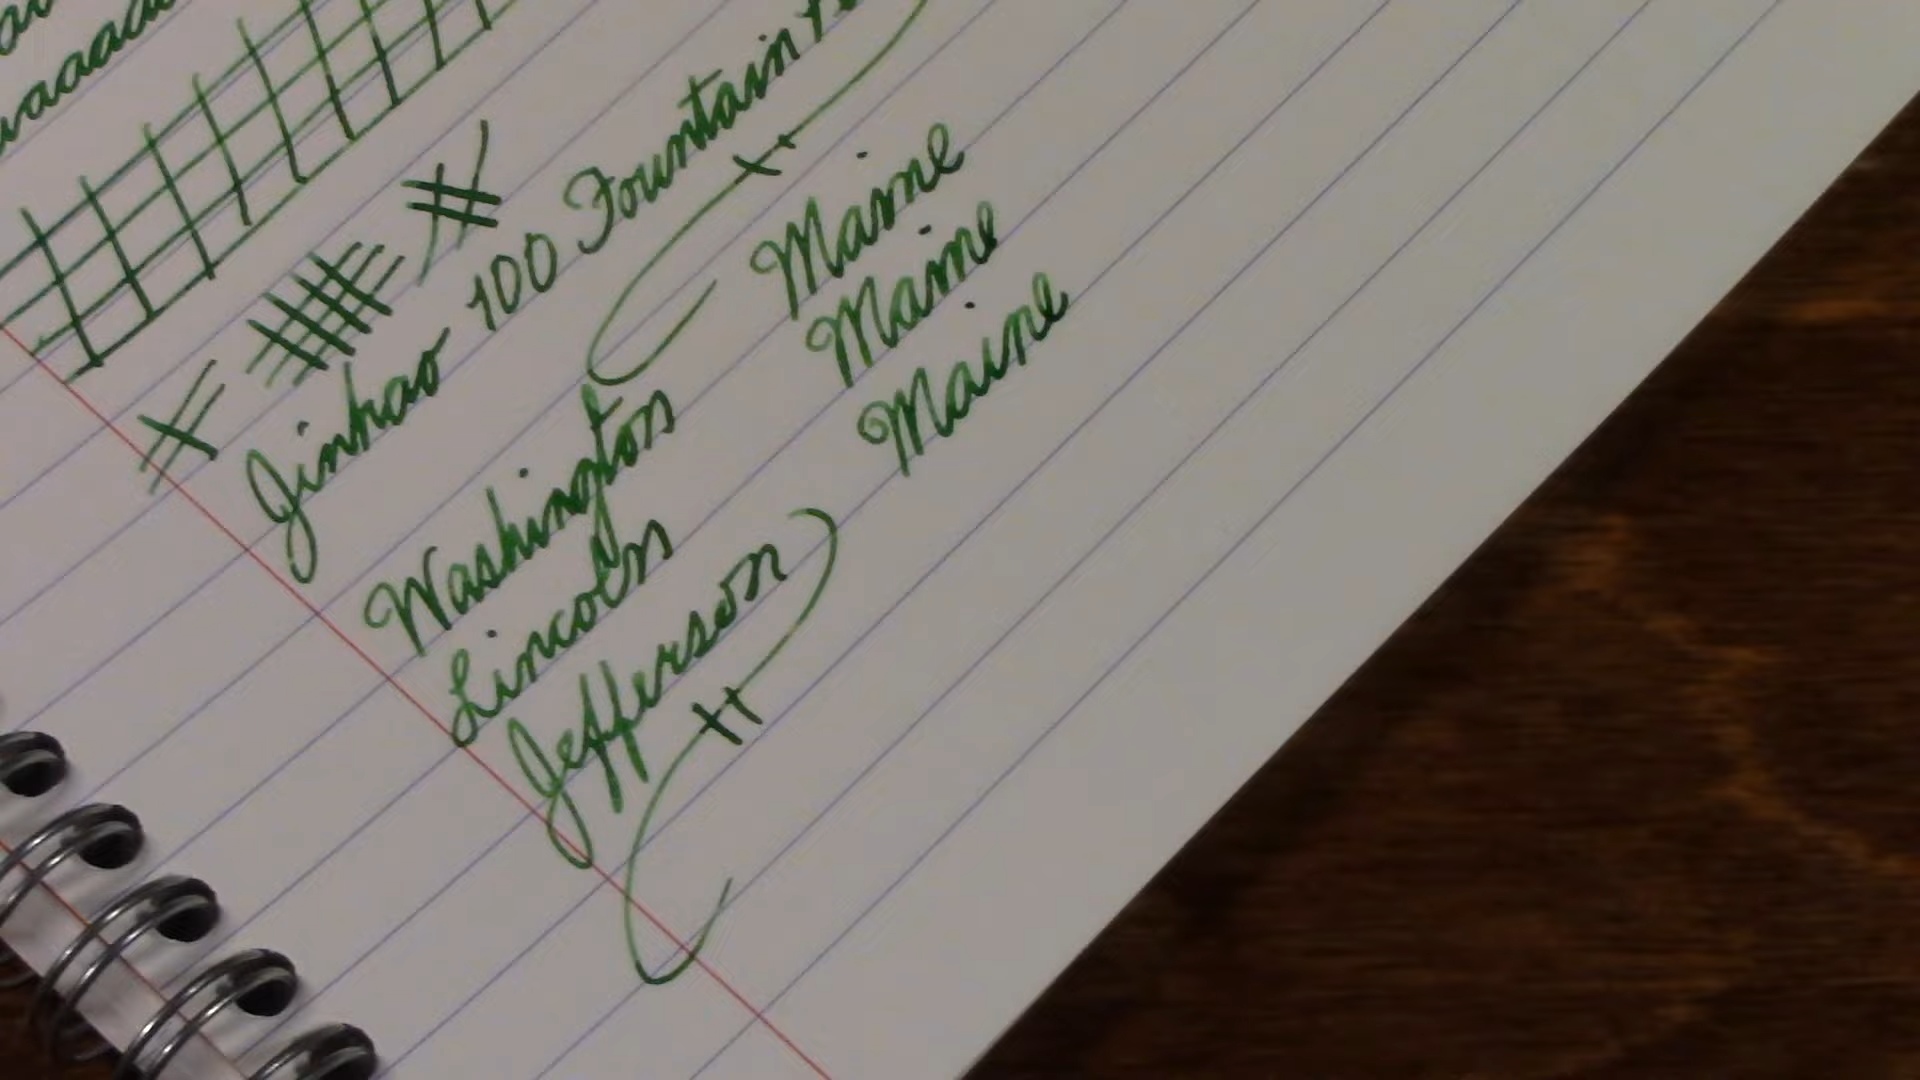 Jinhao 100 Fountain
Maine
Maine
Maine
Washington
Lincoln
Jefferson